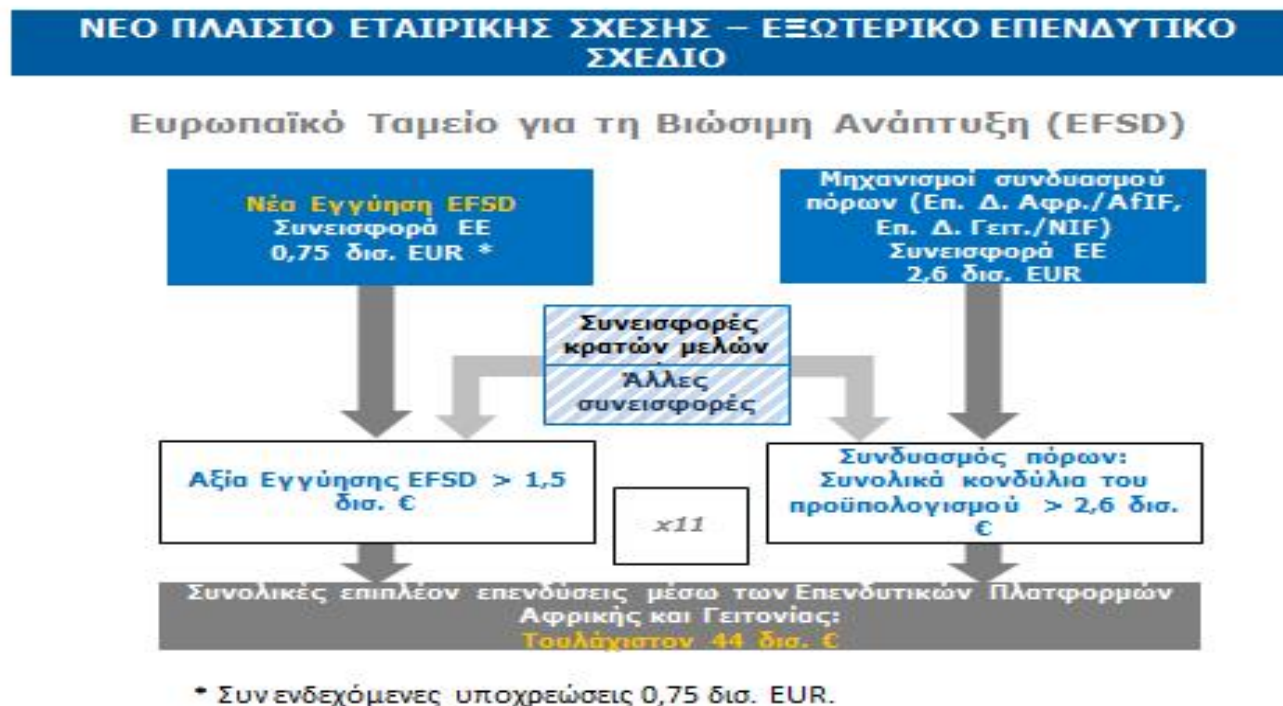 ΝΕΟ ΠΛΑΙΣΙΟ ΕΤΑΙΡΙΚΗΣ ΣΧΕΣΗΣ – ΕΞΩΤΕΡΙΚΟ ΕΠΕΝΔΥΤΙΚΟ
ΣΧΕΔΙΟ
Ευρωπαϊκό Ταμείο για τη Βιώσιμη Ανάπτυξη (EFSD)
Νέα Εγγύηση EFSD
Συνεισφορά ΕΕ
0,75 δισ. EUR *
Μηχανισμοί συνδυασμού
πόρων (Επ. Δ. Αφρ./AfIF,
Επ. Δ. Γειτ./NIF)
Συνεισφορά ΕΕ
2,6 δισ. EUR
Συνεισφορές
κρατών μελών
Άλλες
συνεισφορές
Αξία Εγγύησης EFSD > 1,5
δισ. €
x11
Συνδυασμός πόρων:
Συνολικά κονδύλια του
προϋπολογισμού > 2,6 δισ.
€
Συνολικές επιπλέον επενδύσεις μέσω των Επενδυτικών Πλατφορμών
Αφρικής και Γειτονίας:
Τουλάχιστον 44 δισ. €
* Συν ενδεχόμενες υποχρεώσεις 0,75 δισ. EUR.